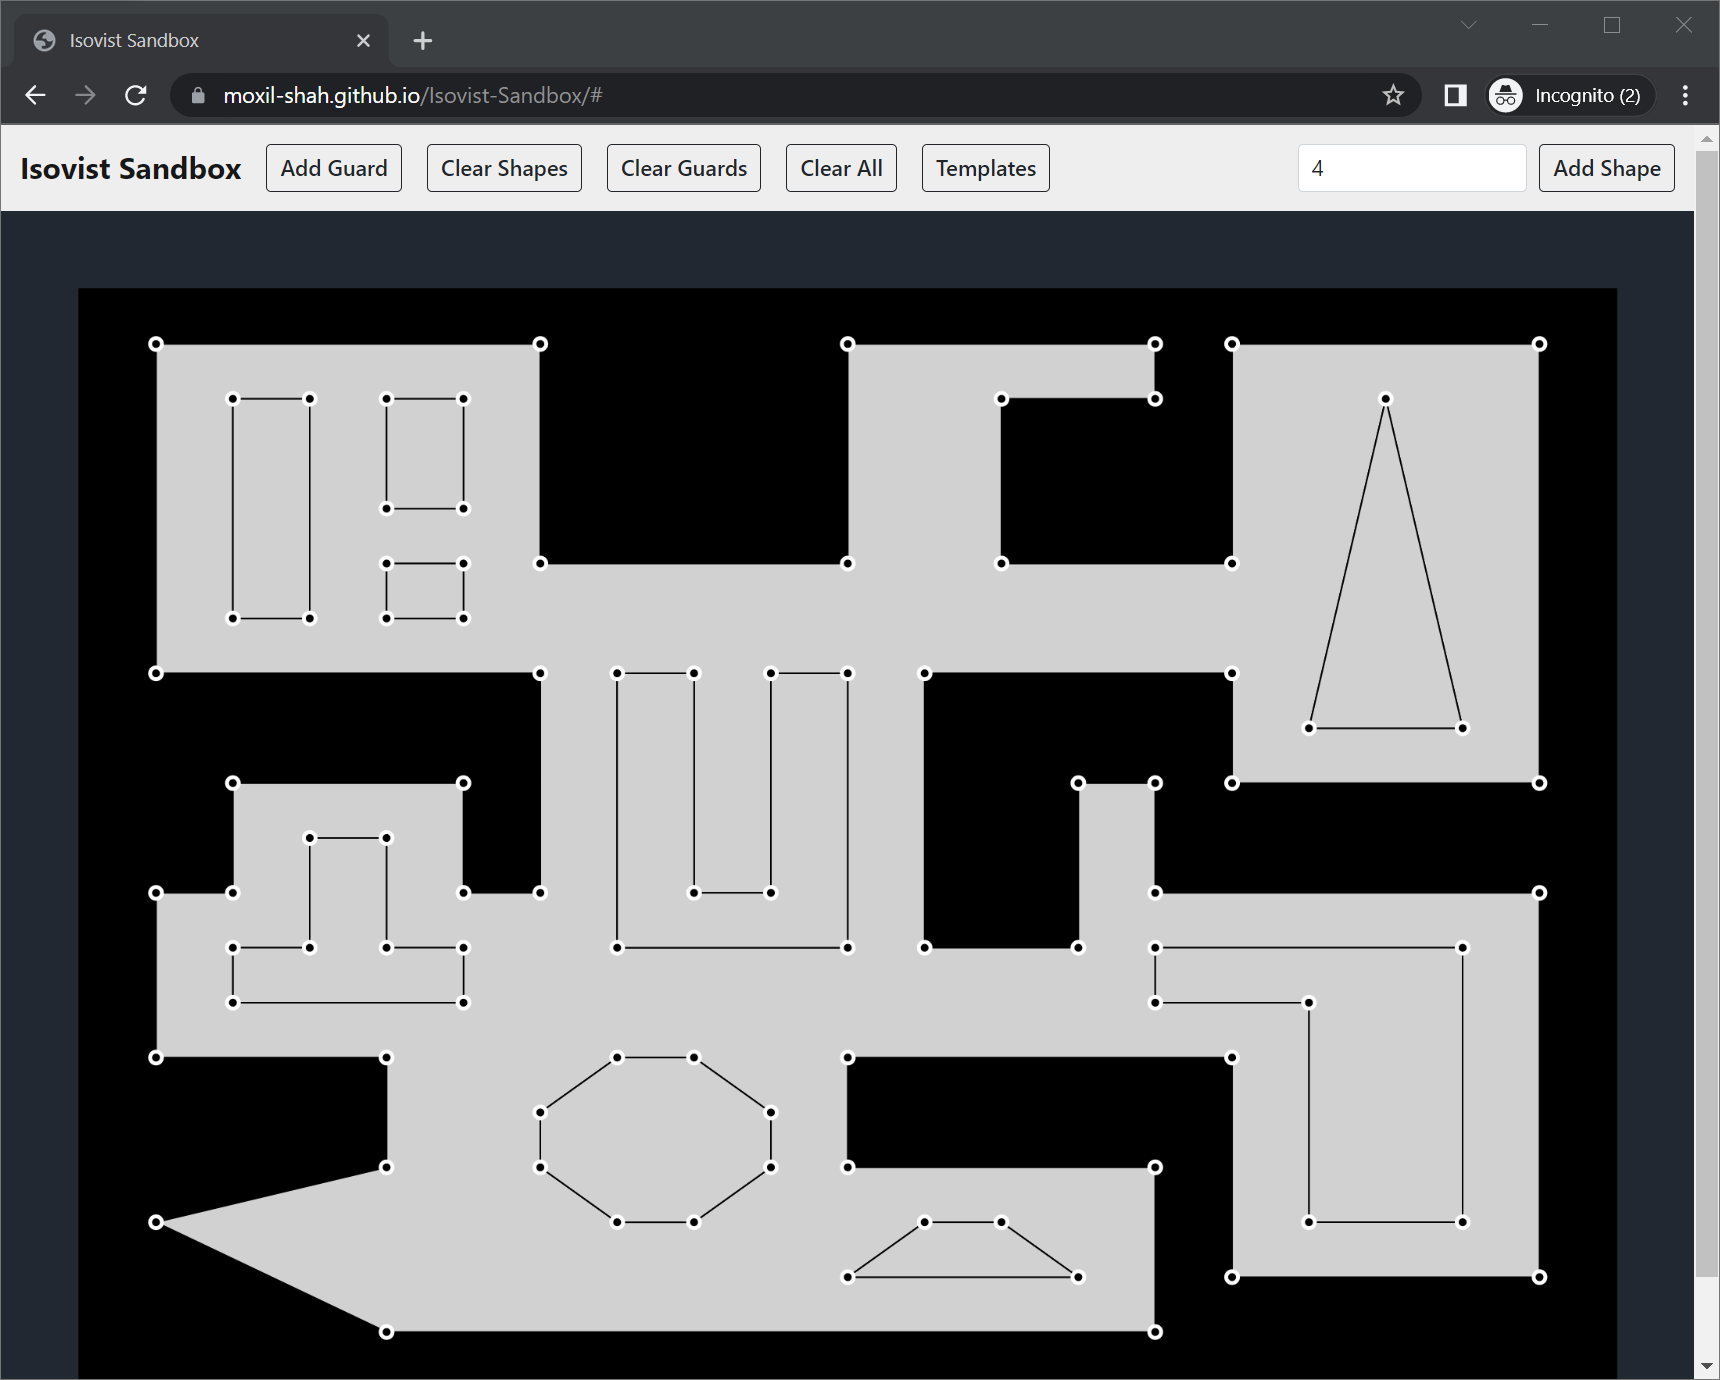 Isovist Sandbox
moxil-shah.github.io/Isovist-Sandbox/#
Incognito (2)
Isovist Sandbox Add Guard Clear Shapes Clear Guards Clear All Templates 4 Add Shape